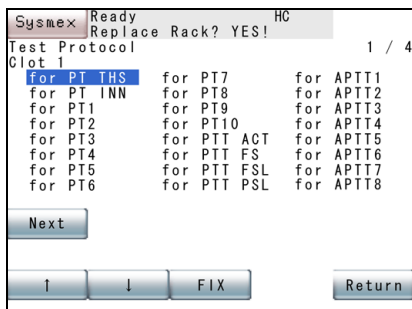 Sysmex Ready HC
Replace Rack? YES!
Test Protocol 1 / 4
Clot 1
for PT THS for PT7 for APTT1
for PT INN for PT8 for APTT2
for PT1 for PT9 for APTT3
for PT2 for PT10 for APTT4
for PT3 for PTT ACT for APTT5
for PT4 for PTT FS for APTT6
for PT5 for PTT FSL for APTT7
for PT6 for PTT PSL for APTT8
Next
↑ ↓ FIX Return